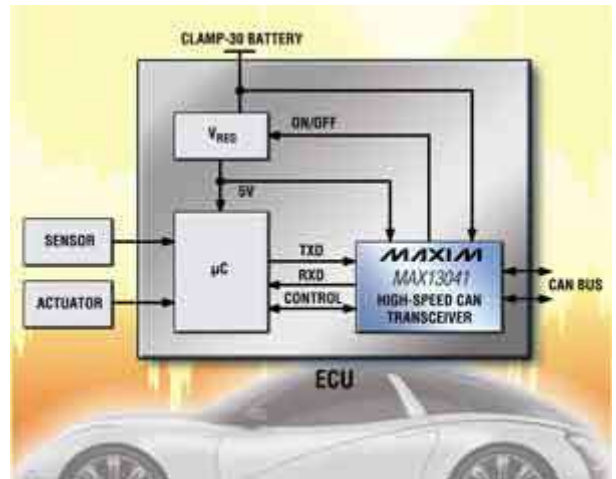 CLAMP-30 BATTERY
ON/OFF
VREG
5V
SENSOR
ACTUATOR
µC
TXD
RXD
CONTROL
MAXIM
MAX13041
HIGH-SPEED CAN
TRANSCEIVER
CAN BUS
ECU